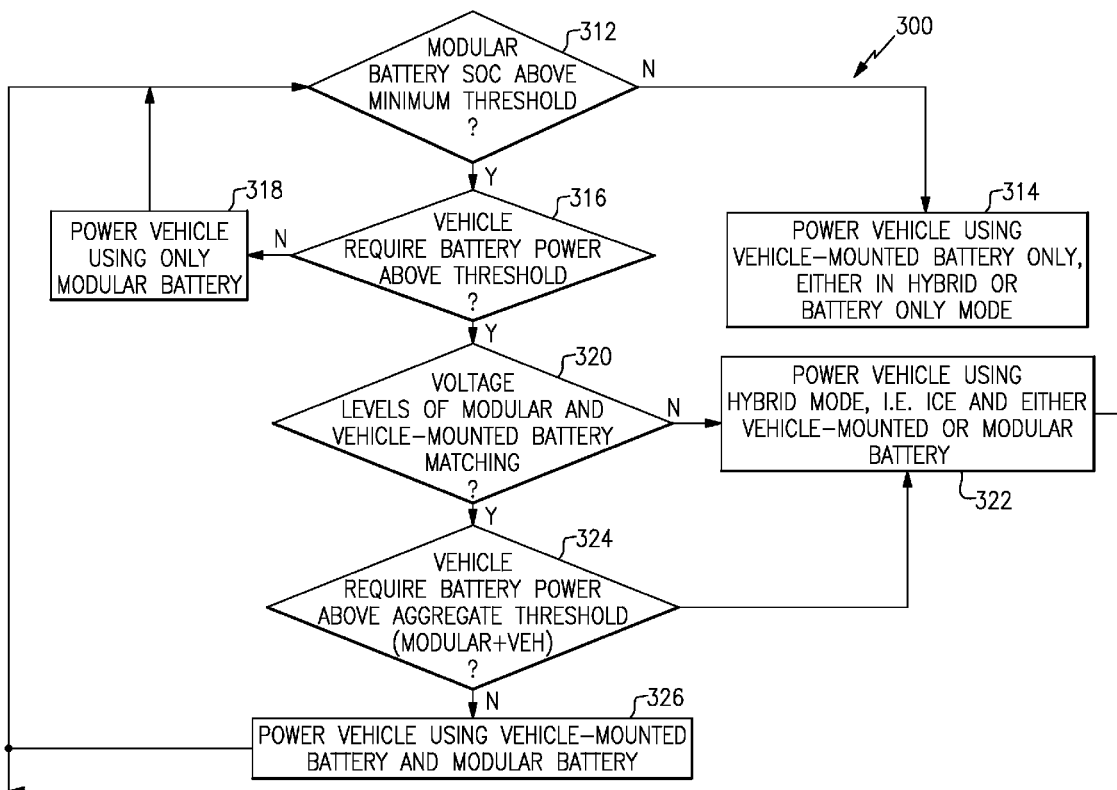 312
300
MODULAR
BATTERY SOC ABOVE
MINIMUM THRESHOLD
?
N
Y
318
POWER VEHICLE
USING ONLY
MODULAR BATTERY
N
316
VEHICLE
REQUIRE BATTERY POWER
ABOVE THRESHOLD
?
Y
314
POWER VEHICLE USING
VEHICLE-MOUNTED BATTERY ONLY,
EITHER IN HYBRID OR
BATTERY ONLY MODE
320
VOLTAGE
LEVELS OF MODULAR AND
VEHICLE-MOUNTED BATTERY
MATCHING
?
N
Y
POWER VEHICLE USING
HYBRID MODE, I.E. ICE AND EITHER
VEHICLE-MOUNTED OR MODULAR
BATTERY
322
324
VEHICLE
REQUIRE BATTERY POWER
ABOVE AGGREGATE THRESHOLD
(MODULAR+VEH)
?
N
326
POWER VEHICLE USING VEHICLE-MOUNTED
BATTERY AND MODULAR BATTERY